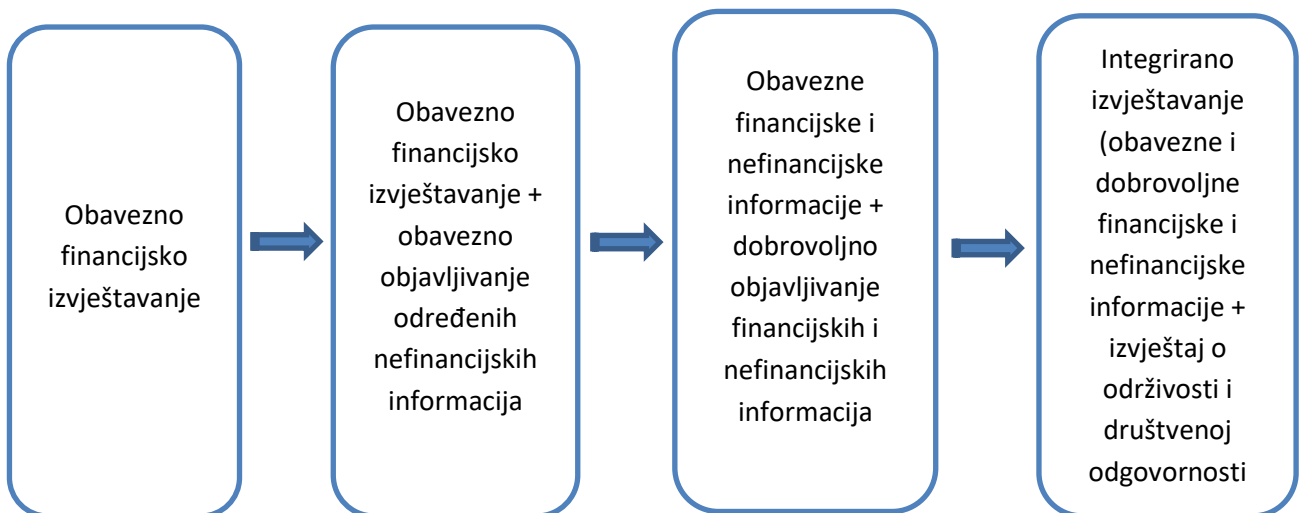 Obavezno
financijsko
izvještavanje
Obavezno
financijsko
izvještavanje +
obavezno
objavljivanje
određenih
nefinancijskih
informacija
Obavezne
financijske i
nefinancijske
informacije +
dobrovoljno
objavljivanje
financijskih i
nefinancijskih
informacija
Integrirano
izvještavanje
(obavezne i
dobrovoljne
financijske i
nefinancijske
informacije +
izvještaj o
održivosti i
društvenoj
odgovornosti